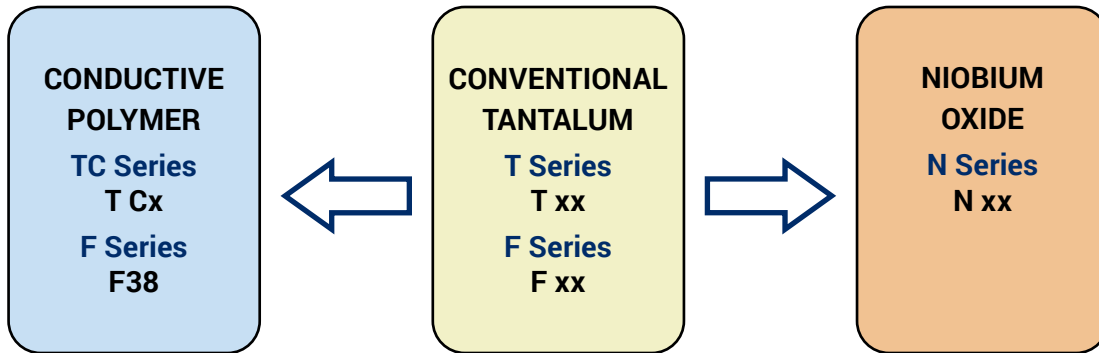 CONDUCTIVE
POLYMER
TC Series
T Cx
F Series
F38
CONVENTIONAL
TANTALUM
T Series
T xx
F Series
F xx
NIOBIUM
OXIDE
N Series
N xx